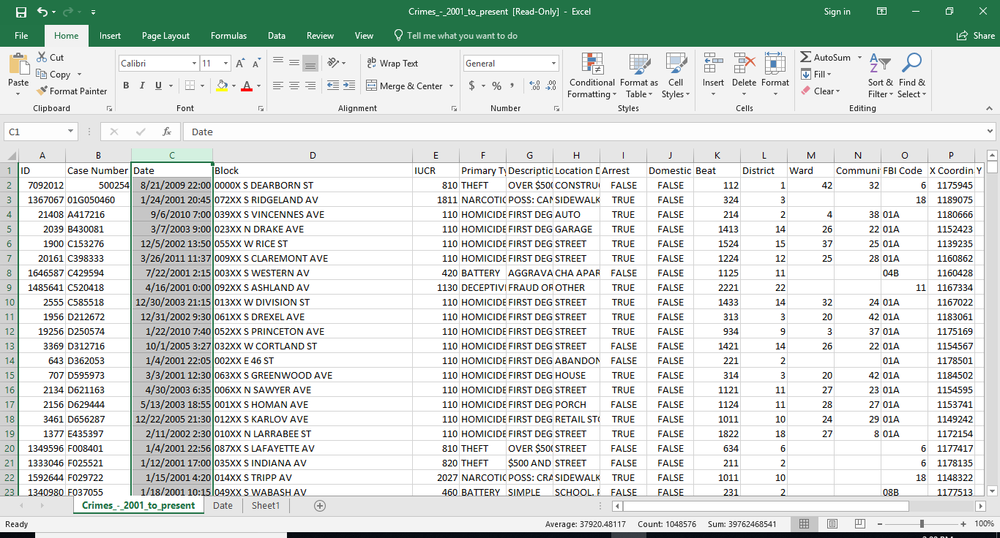 Crimes_-_2001_to_present [Read-Only] - Excel Sign in
File Home Insert Page Layout Formulas Data Review View Tell me what you want to do Share
Cut
Copy
Format Painter
Paste
Clipboard
Calibri 11
B I U
Font
Wrap Text
Merge & Center
Alignment
General
$ % ,
Number
Conditional Formatting Format as Table Cell Styles
Styles
Insert Delete Format
Cells
AutoSum
Fill
Clear
Sort & Filter Find & Select
Editing
C1 fx Date
A B C D E F G H I J K L M N O P
1 ID Case Number Date Block IUCR Primary Ty Descriptic Location D Arrest Domestic Beat District Ward Communi FBI Code X Coordin Y
2 7092012 500254 8/21/2009 22:00 0000X S DEARBORN ST 810 THEFT OVER $500 CONSTRU FALSE FALSE 112 1 42 32 6 1175945
3 1367067 01G050460 1/24/2001 20:45 072XX S RIDGELAND AV 1811 NARCOTIC POSS: CAN SIDEWALK TRUE FALSE 324 3 18 1189075
4 21408 A417216 9/6/2010 7:00 039XX S VINCENNES AVE 110 HOMICIDE FIRST DEG AUTO TRUE FALSE 214 2 4 38 01A 1180666
5 2039 B430081 3/7/2003 9:00 023XX N DRAKE AVE 110 HOMICIDE FIRST DEG GARAGE TRUE FALSE 1413 14 26 22 01A 1152423
6 1900 C153276 12/5/2002 13:50 055XX W RICE ST 110 HOMICIDE FIRST DEG STREET TRUE FALSE 1524 15 37 25 01A 1139235
7 20161 C398333 3/26/2011 11:37 009XX S CLAREMONT AVE 110 HOMICIDE FIRST DEG STREET TRUE FALSE 1224 12 25 28 01A 1160862
8 1646587 C429594 7/22/2001 2:15 003XX S WESTERN AV 420 BATTERY AGGRAVA CHA APAR FALSE FALSE 1125 11 04B 1160428
9 1485641 C520418 4/16/2001 0:00 092XX S ASHLAND AV 1130 DECEPTIVI FRAUD OR OTHER TRUE FALSE 2221 22 11 1167334
10 2555 C585518 12/30/2003 21:15 013XX W DIVISION ST 110 HOMICIDE FIRST DEG STREET TRUE FALSE 1433 14 32 24 01A 1167022
11 1956 D212672 12/31/2002 9:30 061XX S DREXEL AVE 110 HOMICIDE FIRST DEG STREET TRUE FALSE 313 3 20 42 01A 1183061
12 19256 D250574 1/22/2010 7:40 052XX S PRINCETON AVE 110 HOMICIDE FIRST DEG STREET TRUE FALSE 934 9 3 37 01A 1175169
13 3369 D312716 10/1/2005 3:27 032XX W CORTLAND ST 110 HOMICIDE FIRST DEG STREET FALSE FALSE 1421 14 26 22 01A 1154567
14 643 D362053 1/4/2001 22:05 002XX E 46 ST 110 HOMICIDE FIRST DEG ABANDON FALSE FALSE 221 2 01A 1178501
15 707 D595973 3/3/2001 12:30 063XX S GREENWOOD AVE 110 HOMICIDE FIRST DEG HOUSE TRUE FALSE 314 3 20 42 01A 1184502
16 2134 D621163 4/30/2003 6:35 006XX N SAWYER AVE 110 HOMICIDE FIRST DEG STREET TRUE FALSE 1121 11 27 23 01A 1154595
17 2156 D629444 5/13/2003 18:55 001XX S HOMAN AVE 110 HOMICIDE FIRST DEG PORCH FALSE FALSE 1124 11 28 27 01A 1153741
18 3461 D656287 12/22/2005 21:30 012XX S KARLOV AVE 110 HOMICIDE FIRST DEG RETAIL STO TRUE FALSE 1011 10 24 29 01A 1149242
19 1377 E435397 2/11/2002 2:30 010XX N LARRABEE ST 110 HOMICIDE FIRST DEG STREET TRUE FALSE 1822 18 27 8 01A 1172154
20 1349596 F008401 1/4/2001 22:56 087XX S LAFAYETTE AV 810 THEFT OVER $500 STREET FALSE FALSE 634 6 6 1177417
21 1333046 F025521 1/12/2001 17:00 035XX S INDIANA AV 820 THEFT $500 AND STREET FALSE FALSE 211 2 6 1178135
22 1592644 F029722 1/15/2001 4:20 014XX S TRIPP AV 2027 NARCOTIC POSS: CRA SIDEWALK TRUE FALSE 1011 10 18 1148322
23 1340980 F037055 1/18/2001 10:15 049XX S WABASH AV 460 BATTERY SIMPLE SCHOOL, P FALSE FALSE 231 2 08B 1177513
Crimes_-_2001_to_present Date Sheet1
Ready Average: 37920.48117 Count: 1048576 Sum: 39762468541 100%